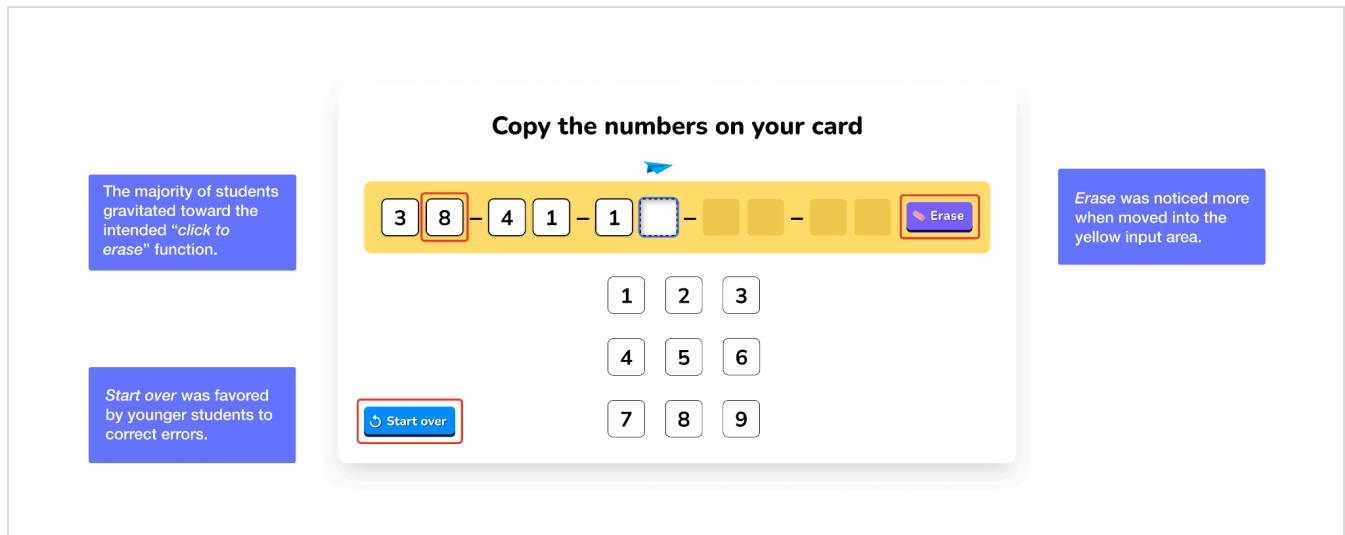 Copy the numbers on your card
The majority of students
gravitated toward the
intended “click to
erase” function.
3 8 – 4 1 – 1 – –
Erase
Erase was noticed more
when moved into the
yellow input area.
1 2 3
4 5 6
7 8 9
Start over was favored
by younger students to
correct errors.
Start over